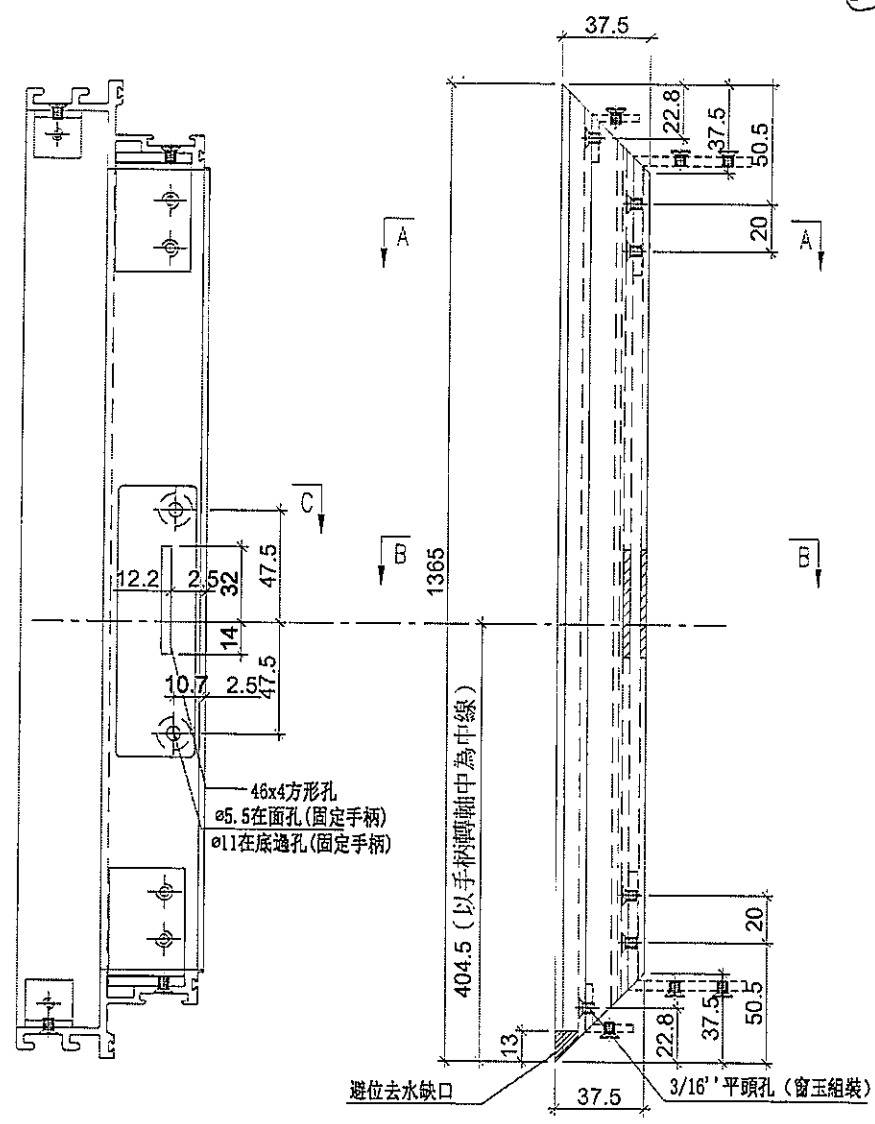 37.5
22.8
37.5
50.5
20
A
A
C
B
B
12.2
2.5
32
47.5
14
10.7
2.5
47.5
1365
404.5（以手柄轉軸中為中線）
46x4方形孔
ø5.5在面孔(固定手柄)
ø11在底過孔(固定手柄)
20
50.5
37.5
22.8
13
避位去水缺口
37.5
3/16''平頭孔（窗玉組裝）